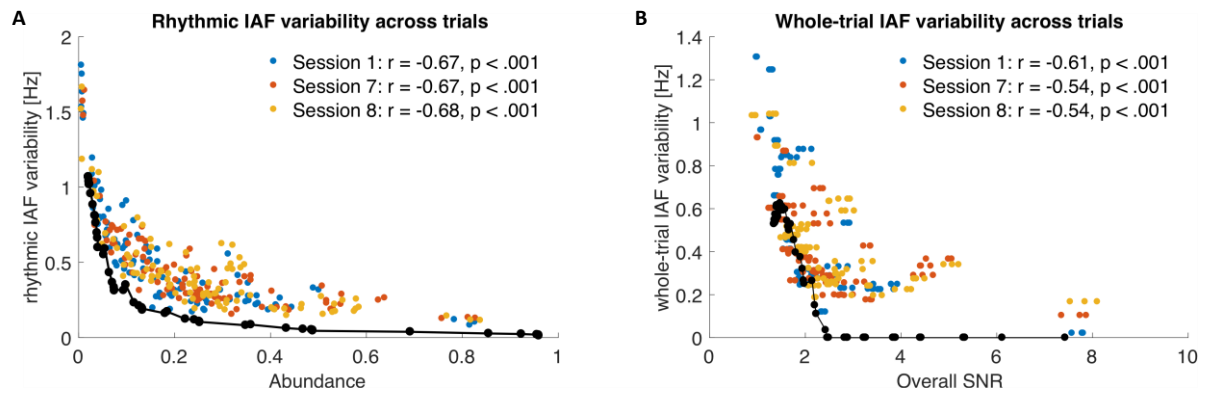 A
Rhythmic IAF variability across trials
rhythmic IAF variability [Hz]
2
1.5
1
0.5
0
Session 1: r = -0.67, p < .001
Session 7: r = -0.67, p < .001
Session 8: r = -0.68, p < .001
0 0.2 0.4 0.6 0.8 1
Abundance
B
Whole-trial IAF variability across trials
whole-trial IAF variability [Hz]
1.4
1.2
1
0.8
0.6
0.4
0.2
0
Session 1: r = -0.61, p < .001
Session 7: r = -0.54, p < .001
Session 8: r = -0.54, p < .001
0 2 4 6 8 10
Overall SNR